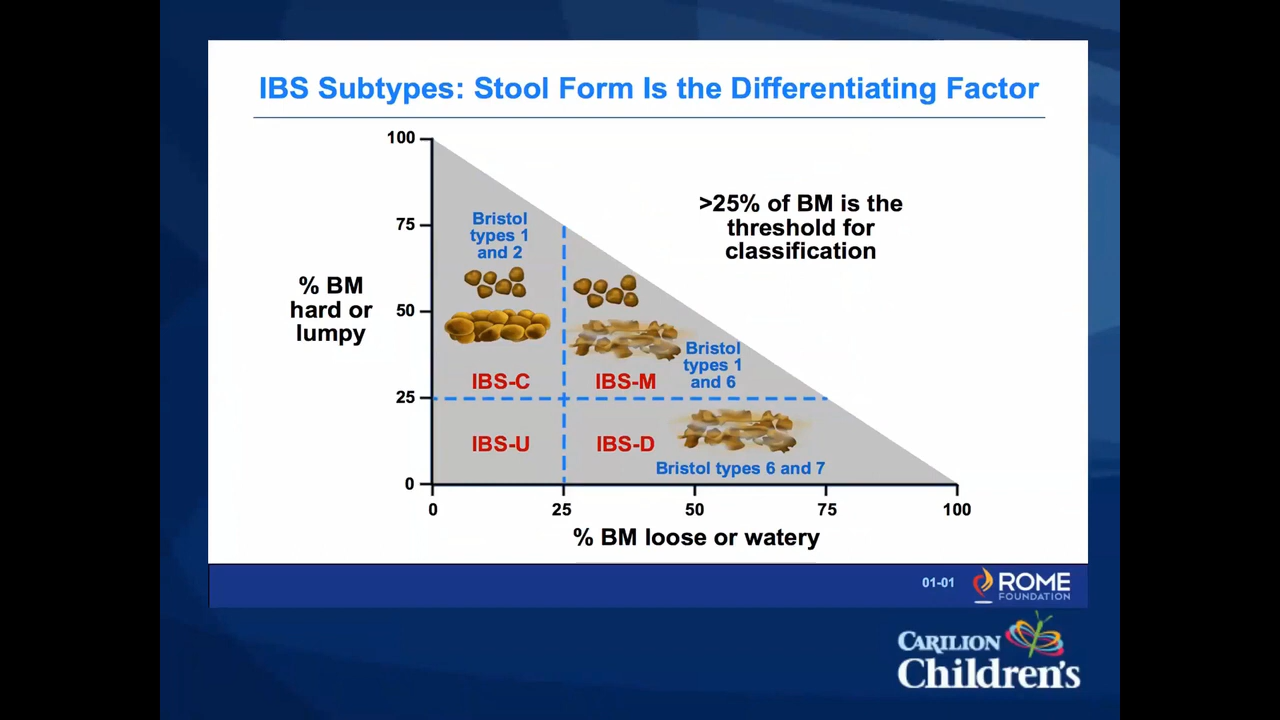 IBS Subtypes: Stool Form Is the Differentiating Factor
100
75
50
25
0
% BM
hard or
lumpy
Bristol
types 1
and 2
IBS-C
IBS-M
Bristol
types 1
and 6
IBS-U
IBS-D
Bristol types 6 and 7
>25% of BM is the
threshold for
classification
0
25
50
75
100
% BM loose or watery
01-01
ROME
FOUNDATION
CARILION
Children's